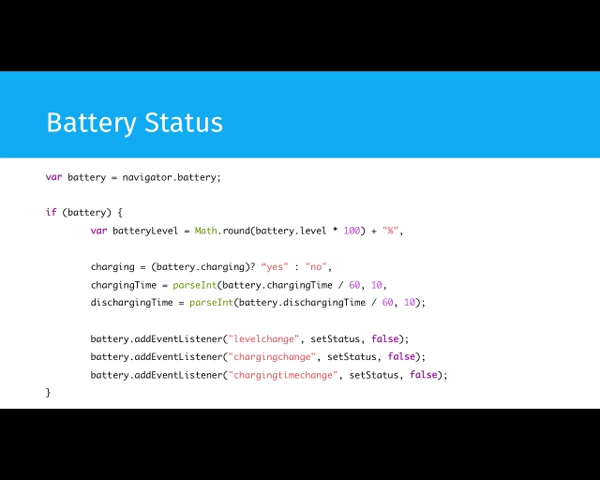 Battery Status
var battery = navigator.battery;
if (battery) {
var batteryLevel = Math.round(battery.level * 100) + "%",
charging = (battery.charging)? “yes" : "no",
chargingTime = parseInt(battery.chargingTime / 60, 10,
dischargingTime = parseInt(battery.dischargingTime / 60, 10);
battery.addEventListener("levelchange", setStatus, false);
battery.addEventListener("chargingchange", setStatus, false);
battery.addEventListener("chargingtimechange", setStatus, false);
}